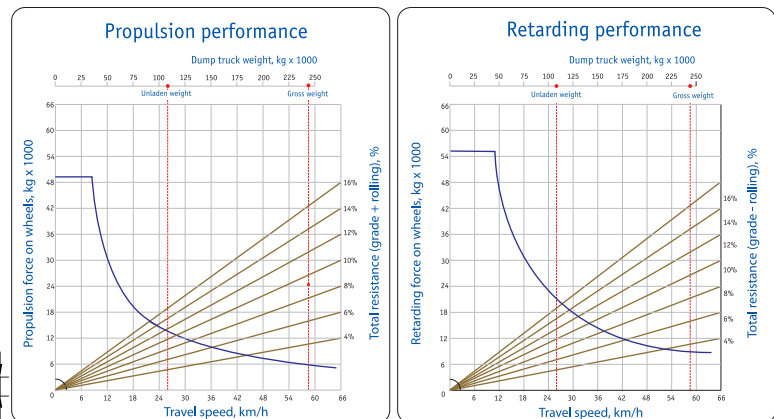 Propulsion performance
Dump truck weight, kg x 1000
0 25 50 75 100 125 150 175 200 225 250
Unladen weight Gross weight
66
54
48
42
36
30
24
18
12
6
0
Propulsion force on wheels, kg x 1000
16%
14%
12%
10%
8%
6%
4%
Total resistance (grade + rolling), %
6 12 18 24 30 36 42 48 54 60 66
Travel speed, km/h
Retarding performance
Dump truck weight, kg x 1000
0 25 50 75 100 125 150 175 200 225 250
Unladen weight Gross weight
66
60
54
48
42
36
30
24
18
12
6
0
Retarding force on wheels, kg x 1000
16%
14%
12%
10%
8%
6%
4%
Total resistance (grade - rolling), %
6 12 18 24 30 36 42 48 54 60 66
Travel speed, km/h